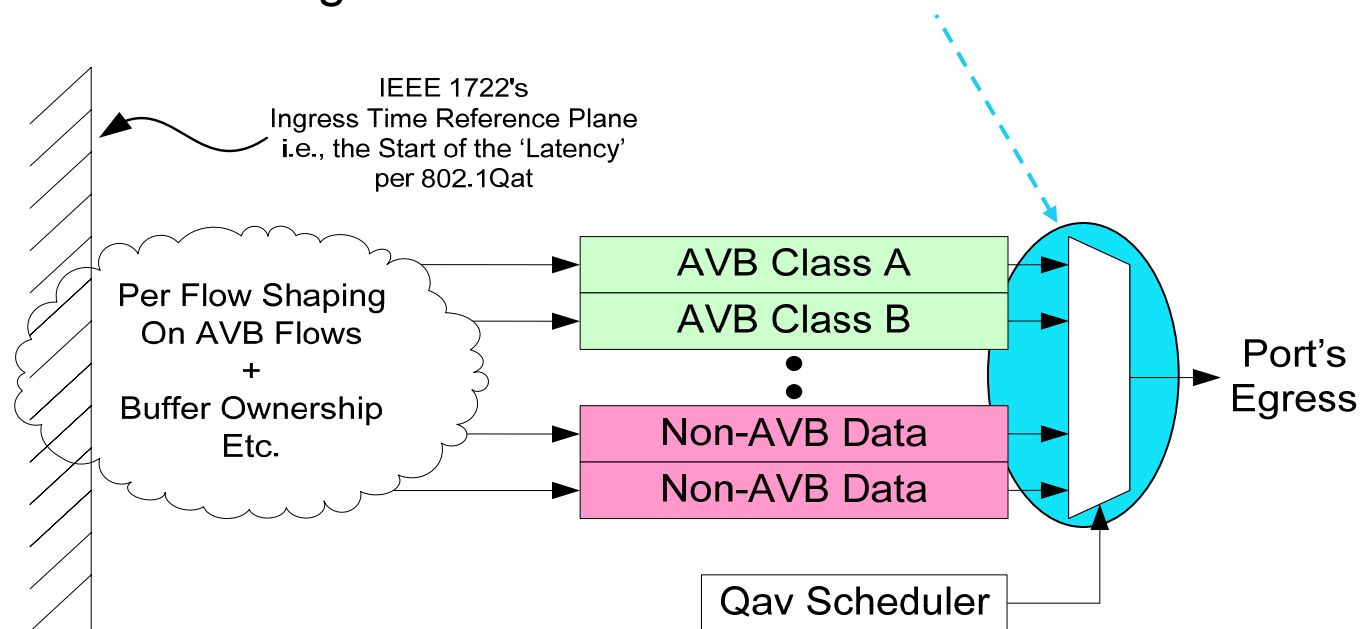 IEEE 1722's
Ingress Time Reference Plane
i.e., the Start of the ‘Latency’
per 802.1Qat
Per Flow Shaping
On AVB Flows
+
Buffer Ownership
Etc.
AVB Class A
AVB Class B
Non-AVB Data
Non-AVB Data
Port’s
Egress
Qav Scheduler